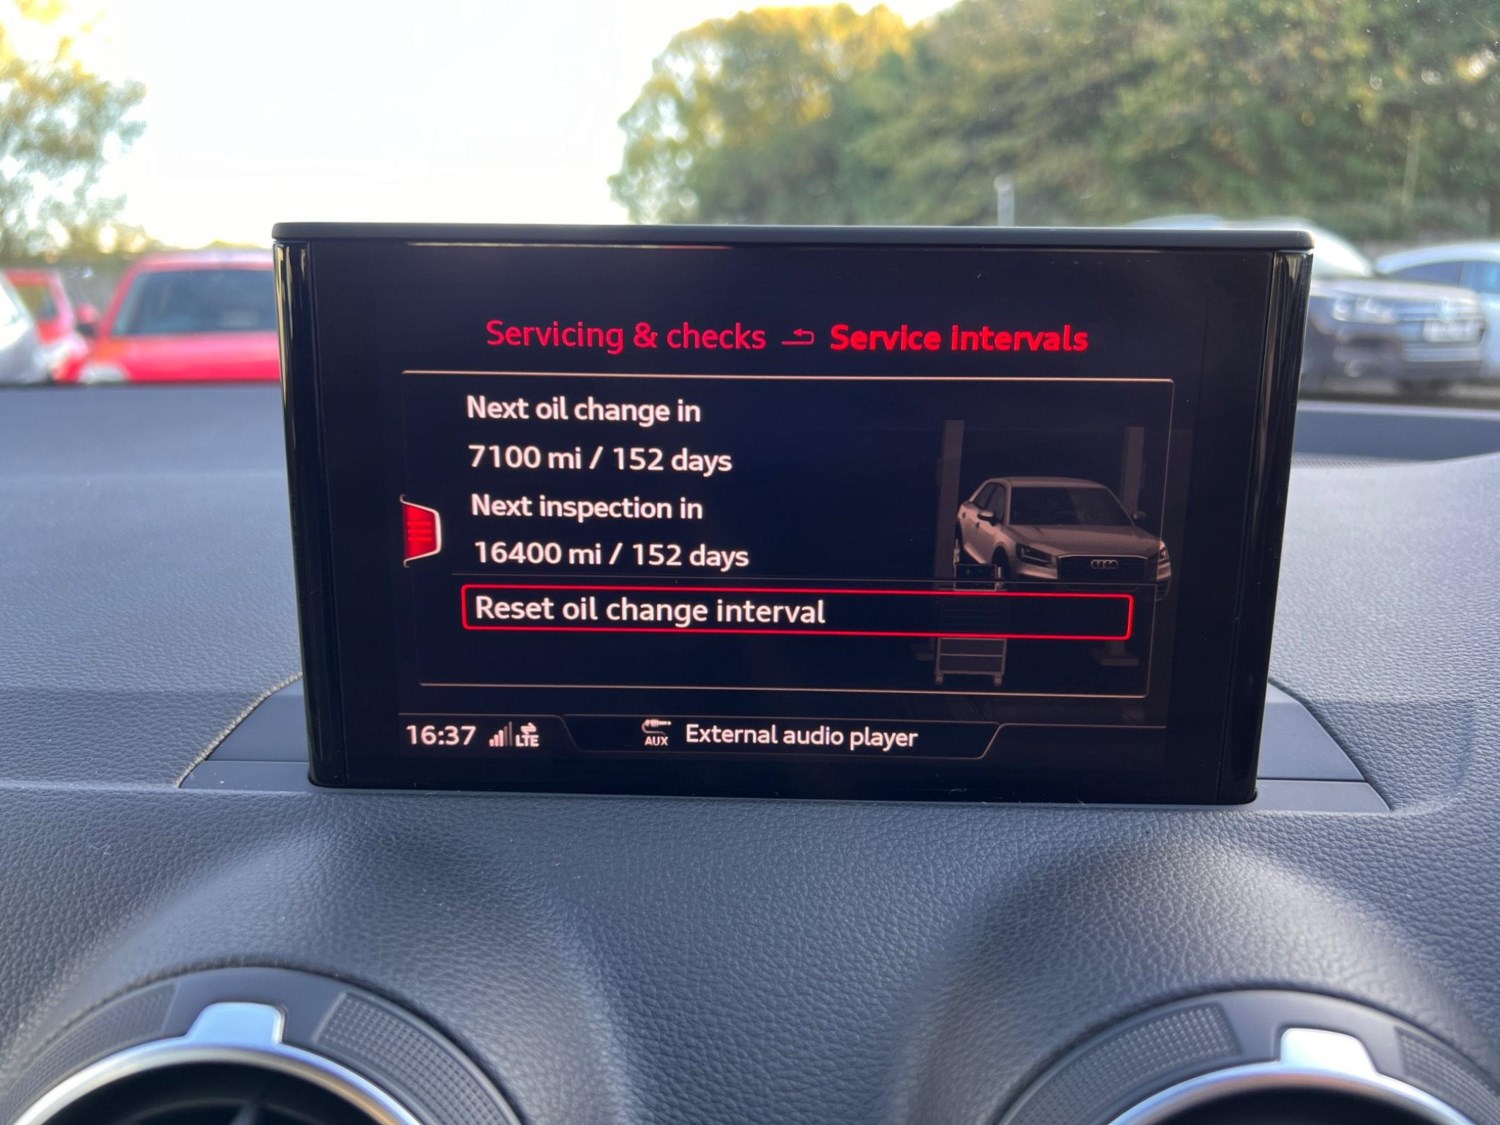 Servicing & checks Service intervals
Next oil change in
7100 mi / 152 days
Next inspection in
16400 mi / 152 days
Reset oil change interval
16:37 LTE AUX External audio player